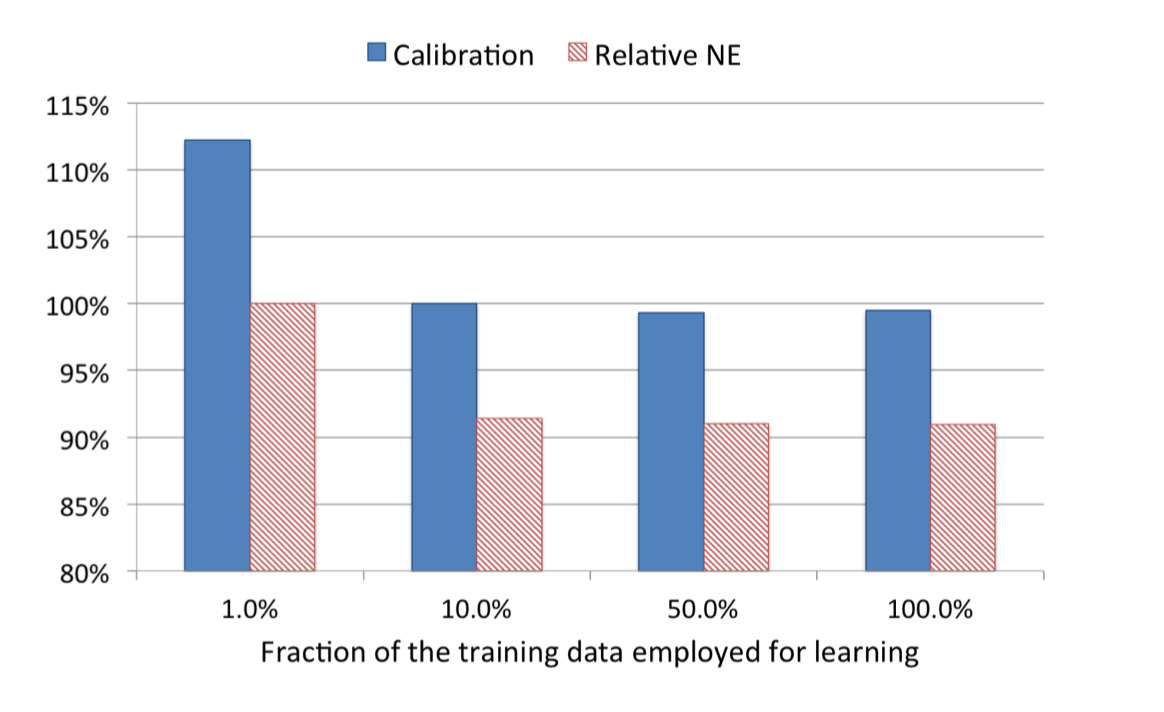 Calibration Relative NE
115%
110%
105%
100%
95%
90%
85%
80%
1.0% 10.0% 50.0% 100.0%
Fraction of the training data employed for learning